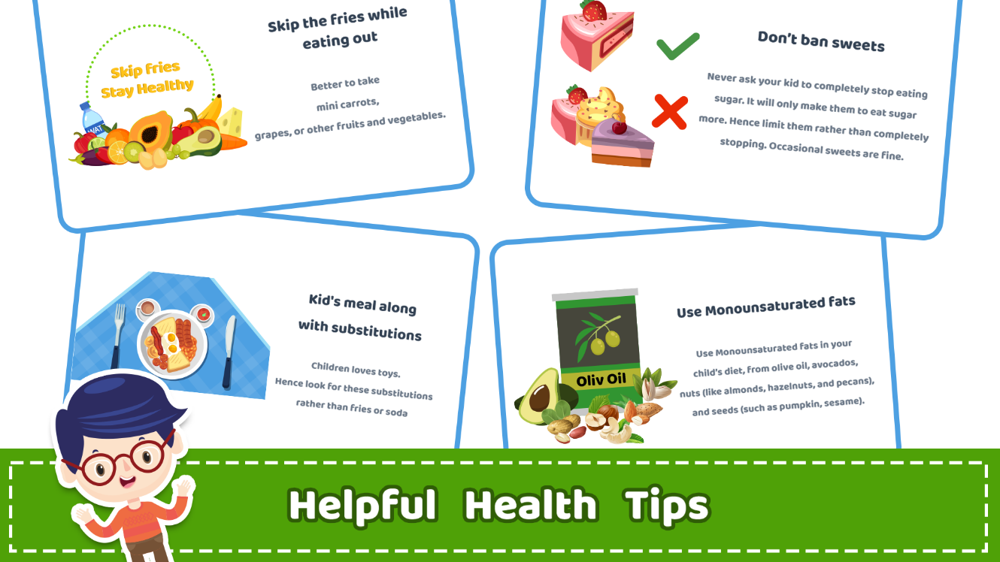 Skip the fries while
eating out
Skip fries
Stay Healthy
WAT
Better to take
mini carrots,
grapes, or other fruits and vegetables.
Don't ban sweets
Never ask your kid to completely stop eating
sugar. It will only make them to eat sugar
more. Hence limit them rather than completely
stopping. Occasional sweets are fine.
Kid's meal along
with substitutions
Children loves toys.
Hence look for these substitutions
rather than fries or soda
Use Monounsaturated fats
Use Monounsaturated fats in your
child's diet, from olive oil, avocados,
nuts (like almonds, hazelnuts, and pecans),
and seeds (such as pumpkin, sesame).
Oliv Oil
Helpful Health Tips